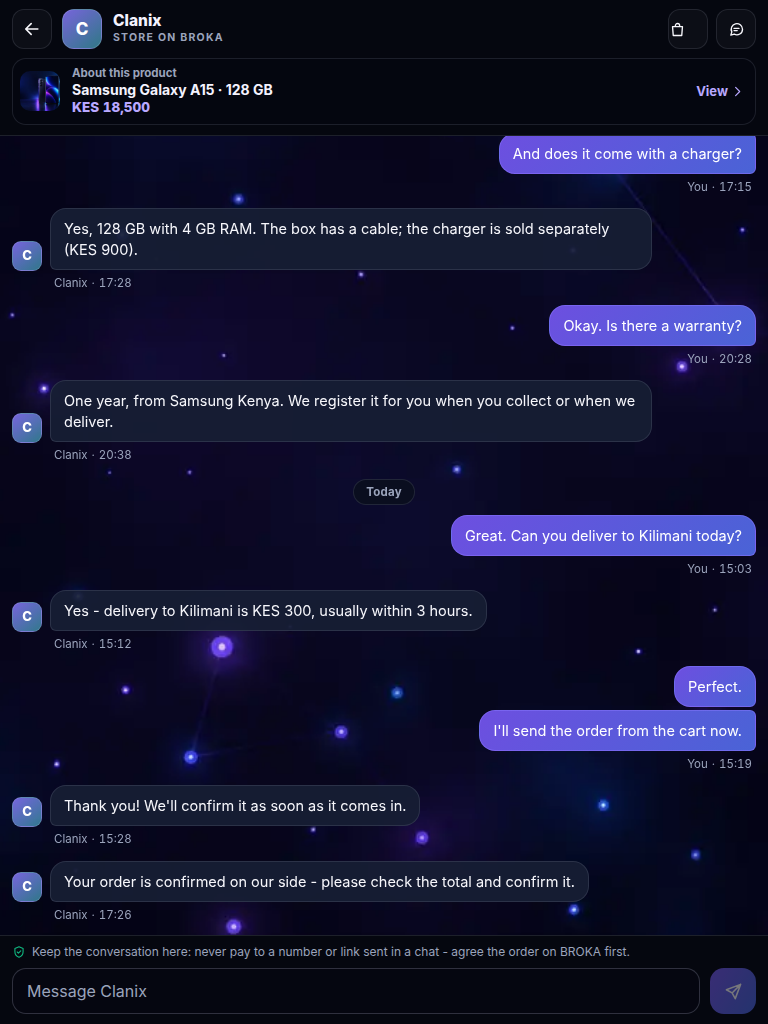 C
Clanix
STORE ON BROKA
About this product
Samsung Galaxy A15 · 128 GB
KES 18,500
View
And does it come with a charger?
You · 17:15
Yes, 128 GB with 4 GB RAM. The box has a cable; the charger is sold separately
(KES 900).
C
Clanix · 17:28
Okay. Is there a warranty?
You · 20:28
One year, from Samsung Kenya. We register it for you when you collect or when we
deliver.
C
Clanix · 20:38
Today
Great. Can you deliver to Kilimani today?
You · 15:03
Yes - delivery to Kilimani is KES 300, usually within 3 hours.
C
Clanix · 15:12
Perfect.
I'll send the order from the cart now.
You · 15:19
Thank you! We'll confirm it as soon as it comes in.
C
Clanix · 15:28
Your order is confirmed on our side - please check the total and confirm it.
C
Clanix · 17:26
Keep the conversation here: never pay to a number or link sent in a chat - agree the order on BROKA first.
Message Clanix